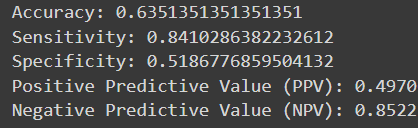 Accuracy: 0.6351351351351351
Sensitivity: 0.8410286382232612
Specificity: 0.5186776859504132
Positive Predictive Value (PPV): 0.4970
Negative Predictive Value (NPV): 0.8522